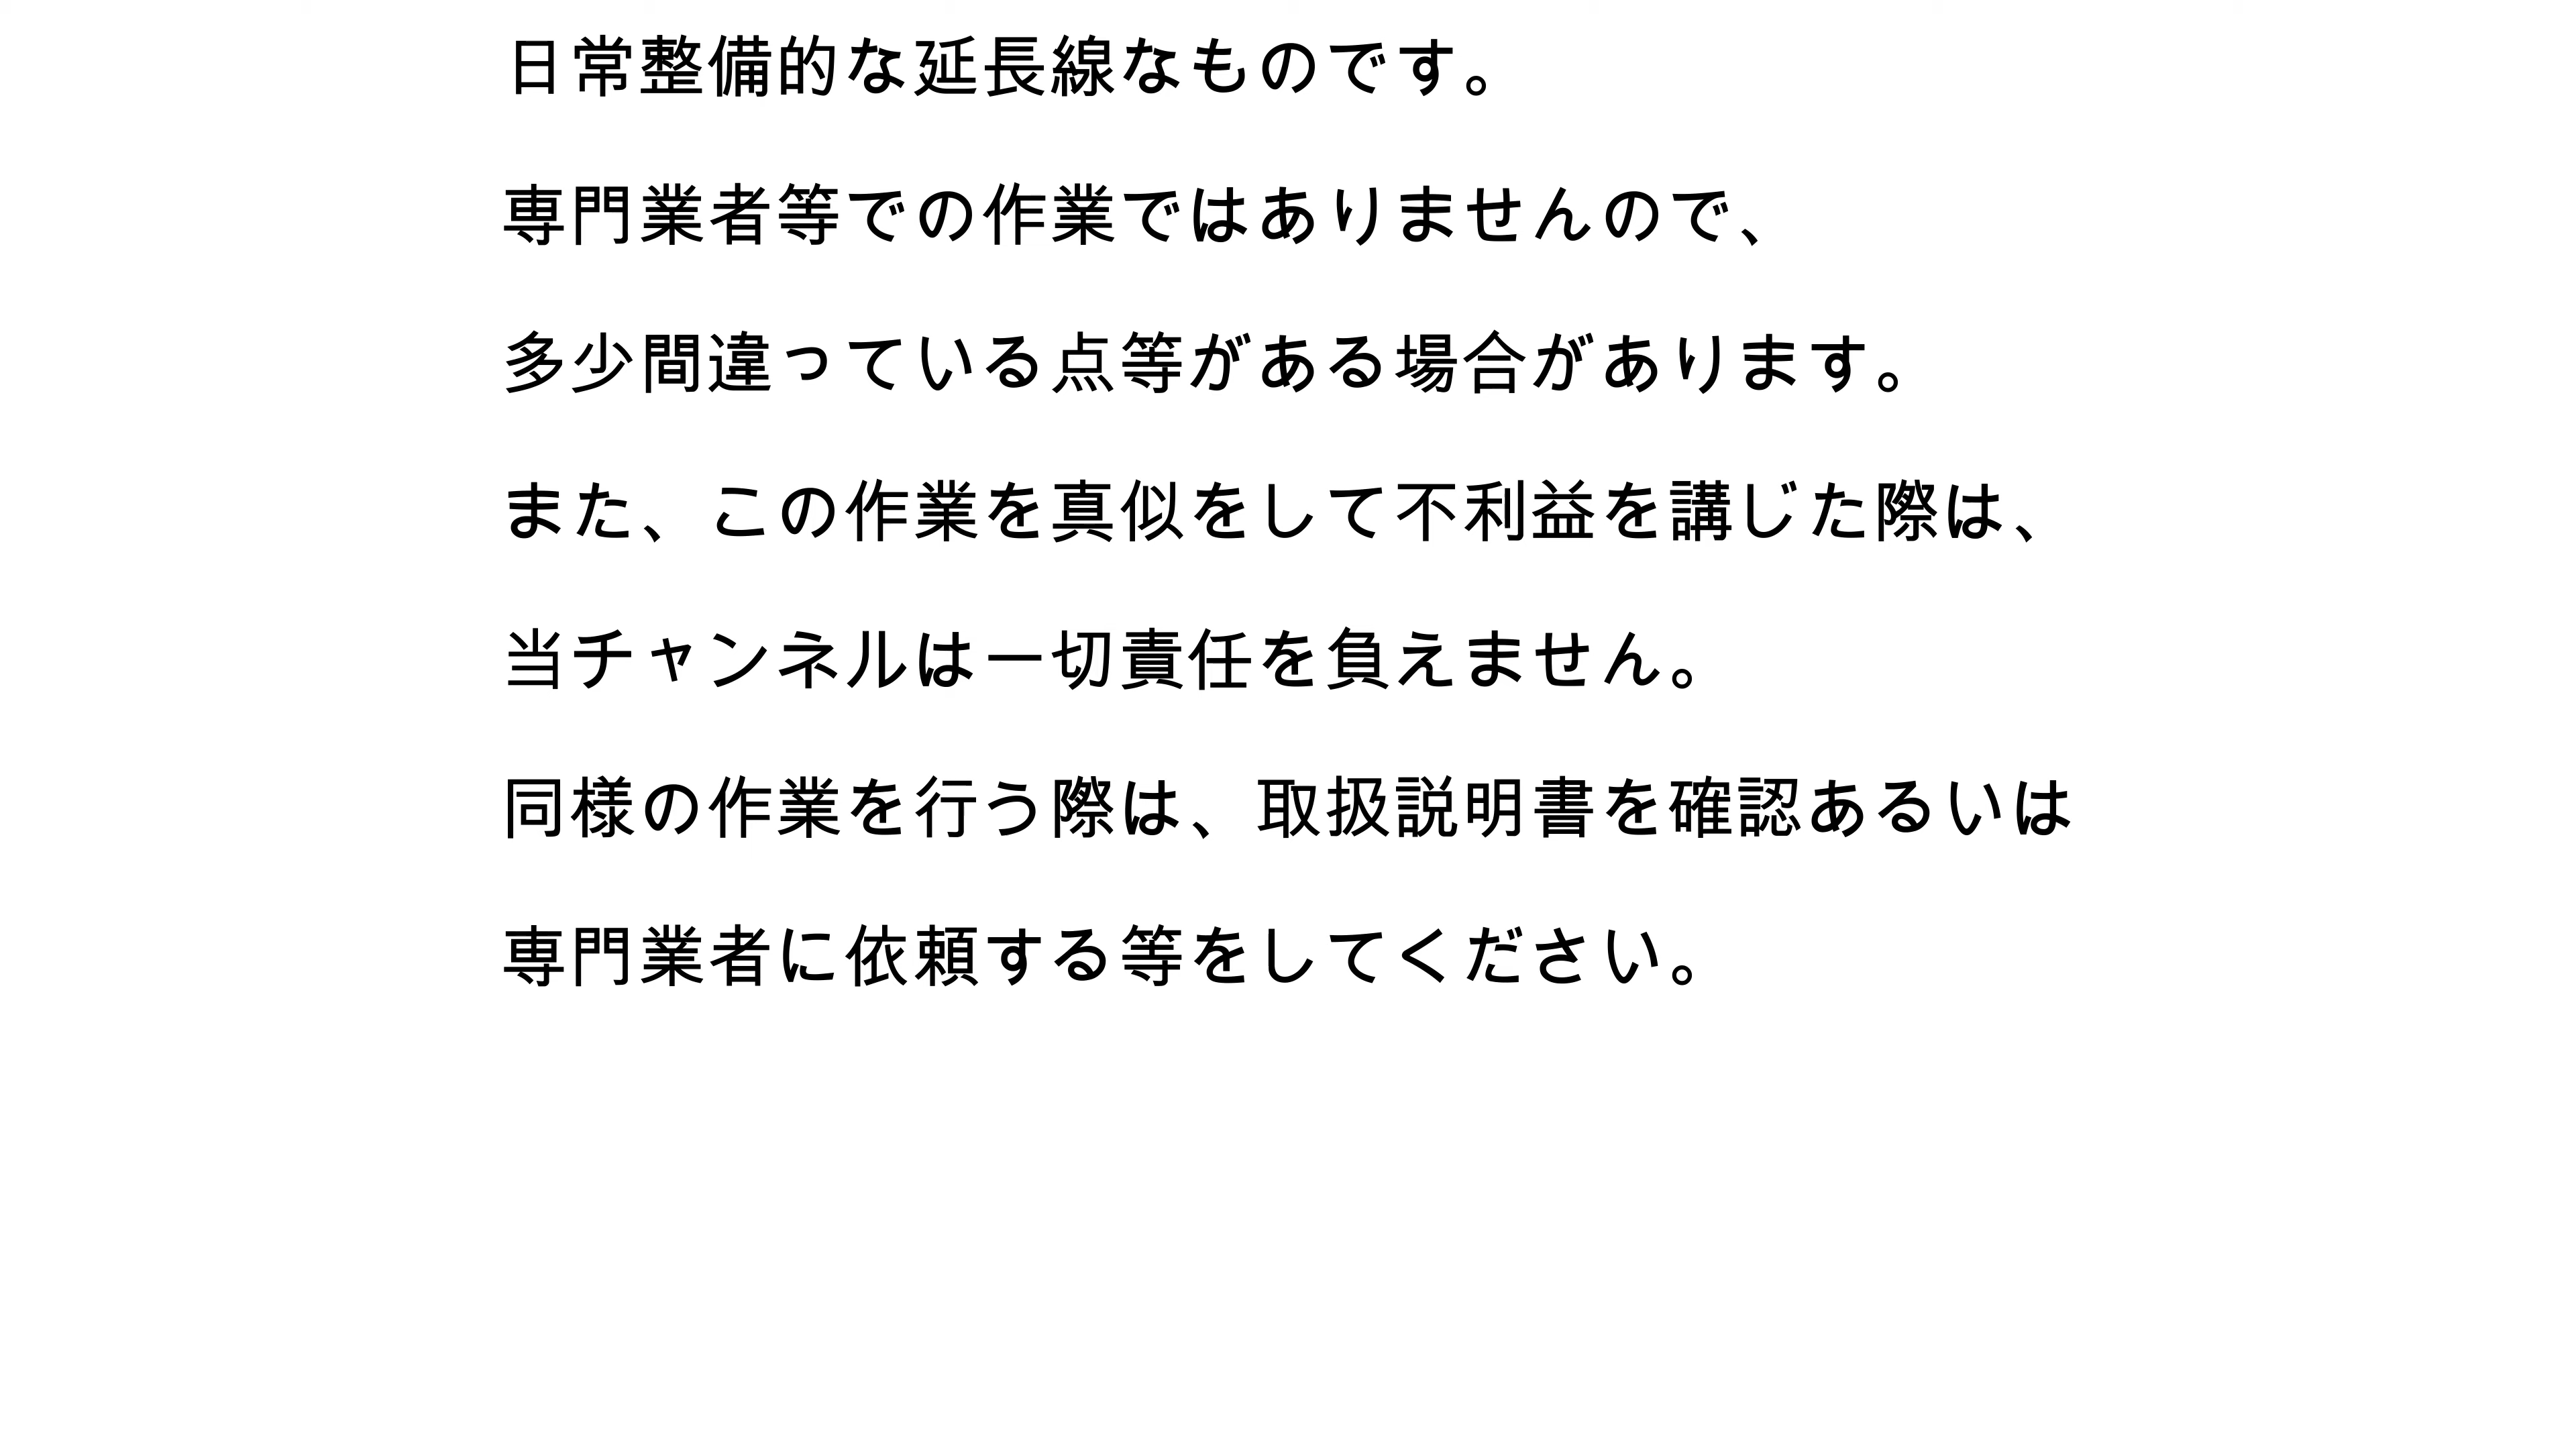 日常整備的な延長線なものです。
専門業者等での作業ではありませんので、
多少間違っている点等がある場合があります。
また、この作業を真似をして不利益を講じた際は、
当チャンネルは一切責任を負えません。
同様の作業を行う際は、取扱説明書を確認あるいは
専門業者に依頼する等をしてください。